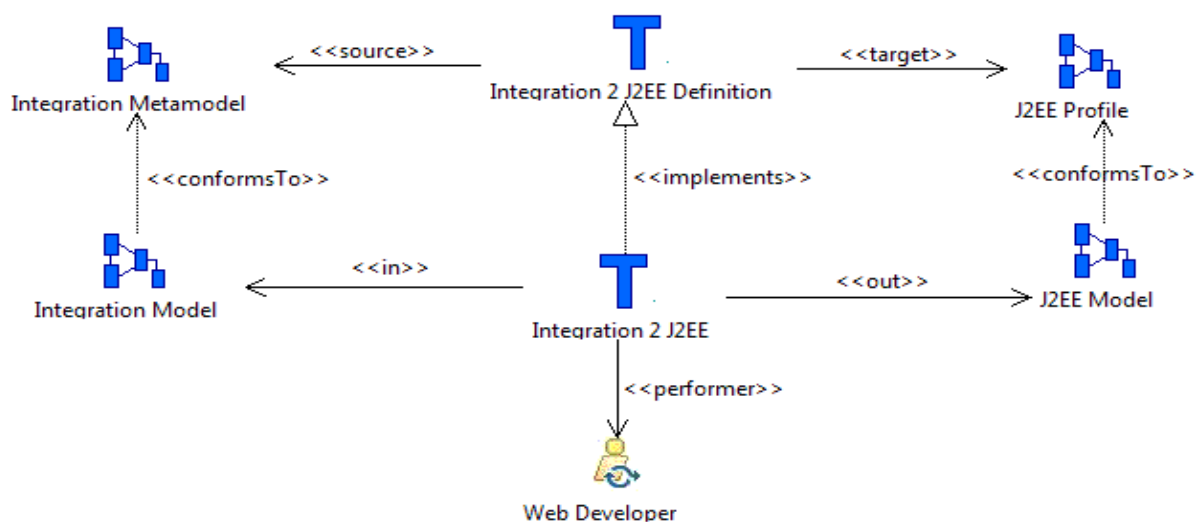 <<source>>
<<target>>
Integration Metamodel
Integration 2 J2EE Definition
J2EE Profile
<<conformsTo>>
<<implements>>
<<conformsTo>>
<<in>>
<<out>>
Integration Model
J2EE Model
Integration 2 J2EE
<<performer>>
Web Developer